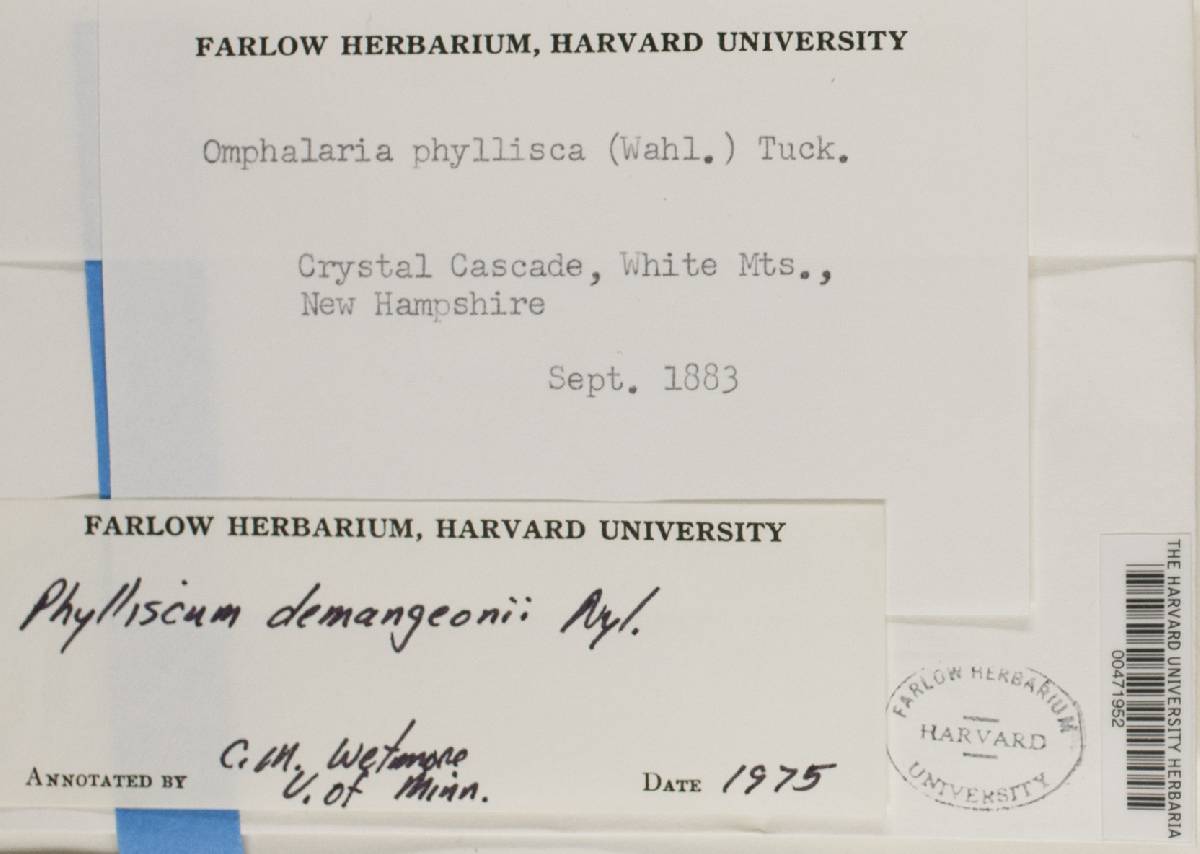 FARLOW HERBARIUM, HARVARD UNIVERSITY
Omphalaria phyllisca (Wahl.) Tuck.
Crystal Cascade, White Mts.,
New Hampshire
Sept. 1883
FARLOW HERBARIUM, HARVARD UNIVERSITY
Phylliscum demangeonii Nyl.
ANNOTATED BY C.M. Wetmore
U. of Minn.
DATE 1975
FARLOW HERBARIUM
HARVARD
UNIVERSITY
THE HARVARD UNIVERSITY HERBARIA
00471952